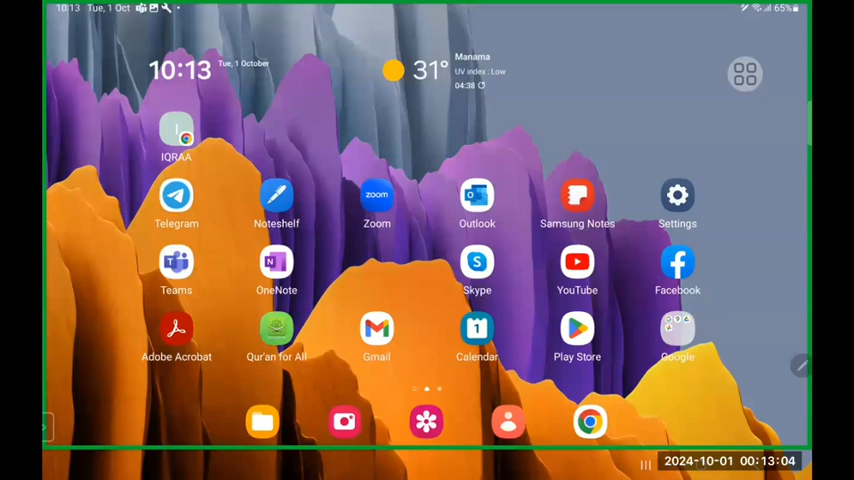 10:13 Tue, 1 Oct
65%
10:13 Tue, 1 October
31°
Manama
UV index : Low
04:38
I
IQRAA
Telegram
Noteshelf
zoom
Zoom
Outlook
Samsung Notes
Settings
Teams
OneNote
Skype
YouTube
Facebook
1
Adobe Acrobat
Qur'an for All
Gmail
Calendar
Play Store
Google
2024-10-01 00:13:04